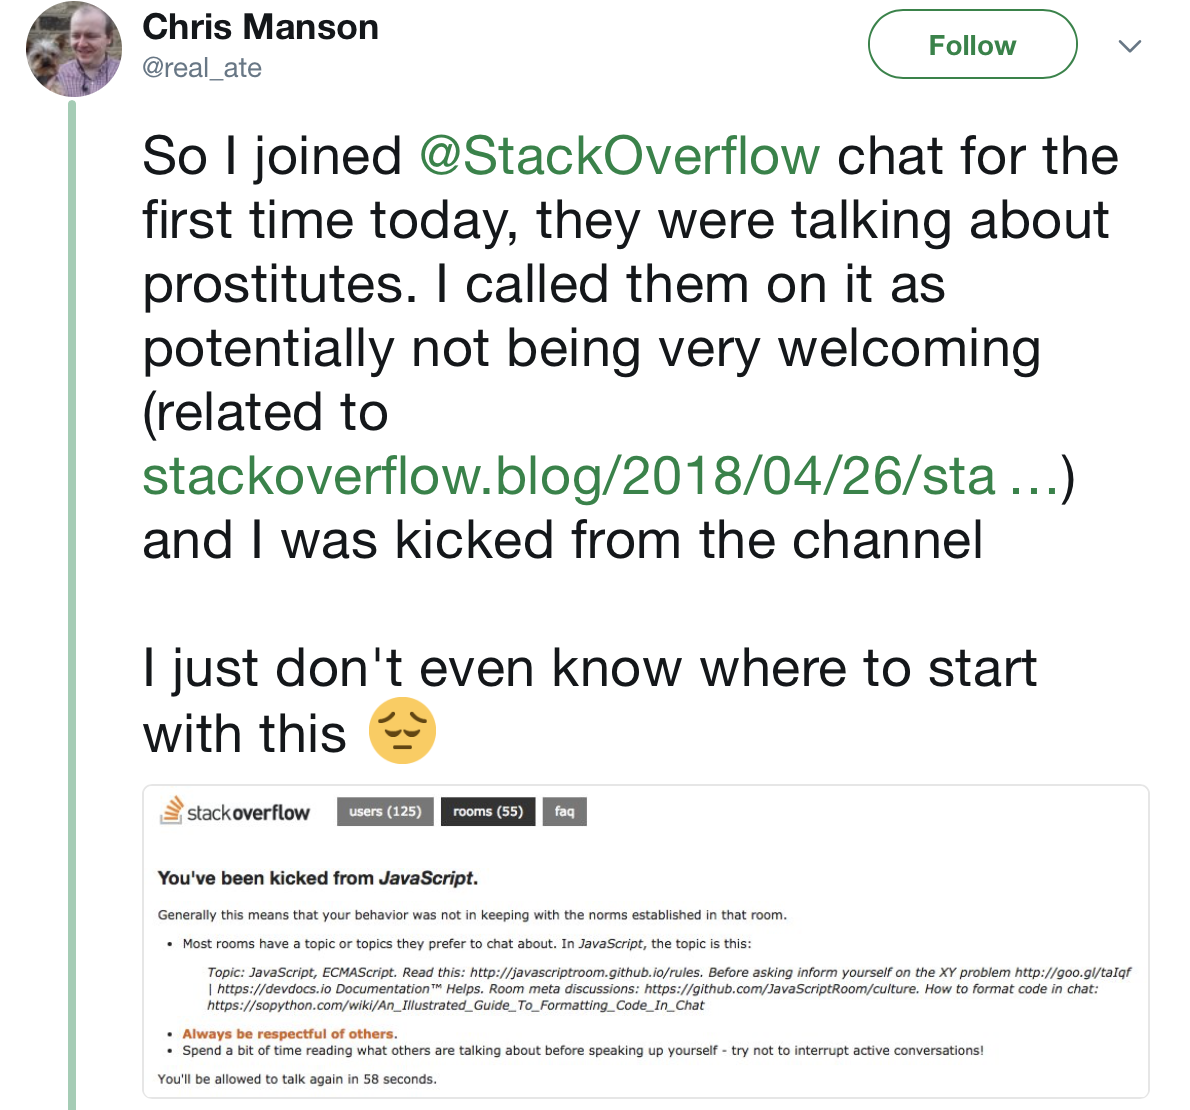 Chris Manson
@real_ate
Follow
So I joined @StackOverflow chat for the
first time today, they were talking about
prostitutes. I called them on it as
potentially not being very welcoming
(related to
stackoverflow.blog/2018/04/26/sta …)
and I was kicked from the channel
I just don't even know where to start
with this 😔
stackoverflow users (125) rooms (55) faq
You've been kicked from JavaScript.
Generally this means that your behavior was not in keeping with the norms established in that room.
• Most rooms have a topic or topics they prefer to chat about. In JavaScript, the topic is this:
Topic: JavaScript, ECMAScript. Read this: http://javascriptroom.github.io/rules. Before asking inform yourself on the XY problem http://goo.gl/taIqf
| https://devdocs.io Documentation™ Helps. Room meta discussions: https://github.com/JavaScriptRoom/culture. How to format code in chat:
https://sopython.com/wiki/An_Illustrated_Guide_To_Formatting_Code_In_Chat
• Always be respectful of others.
• Spend a bit of time reading what others are talking about before speaking up yourself - try not to interrupt active conversations!
You'll be allowed to talk again in 58 seconds.